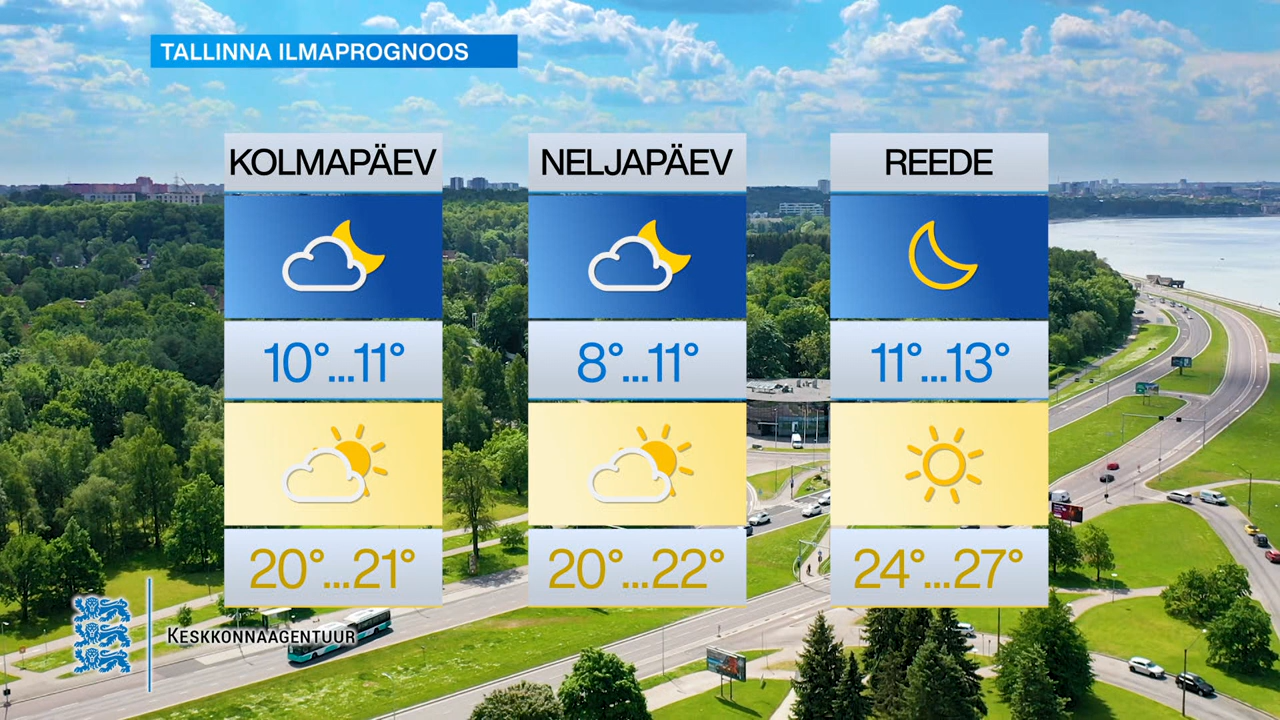 TALLINNA ILMAPROGNOOS
KOLMAPÄEV
10°...11°
20°...21°
NELJAPÄEV
8°...11°
20°...22°
REEDE
11°...13°
24°...27°
KESKKONNAAGENTUUR